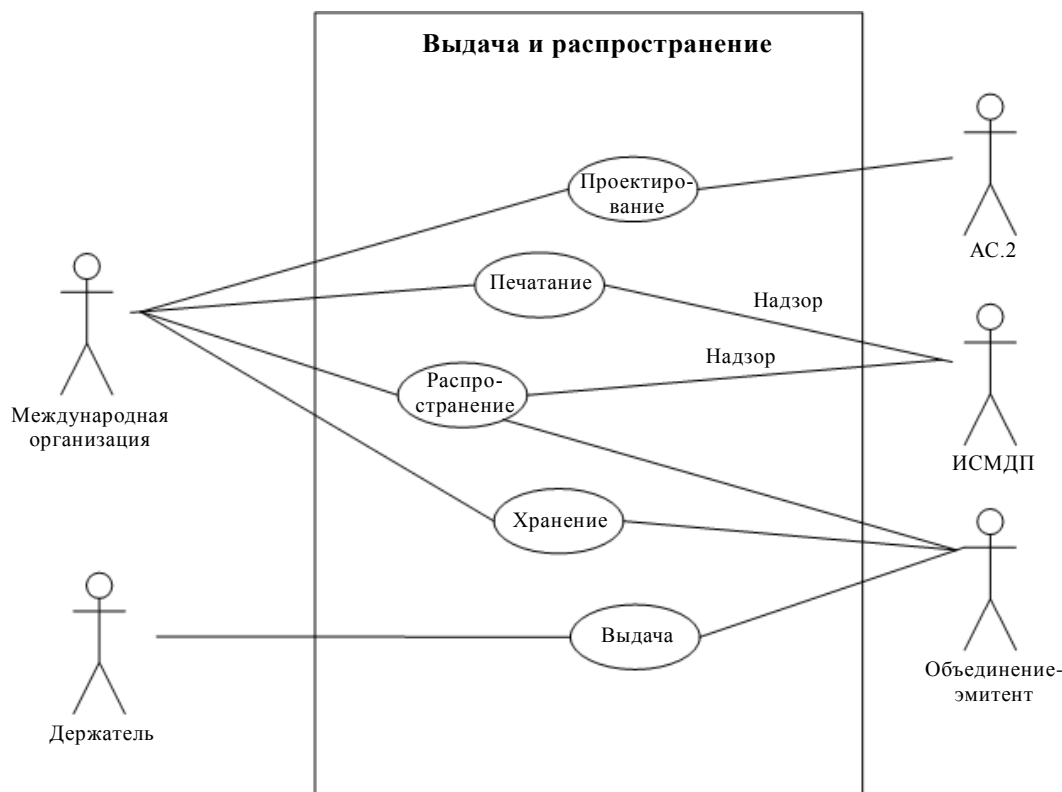 Выдача и распространение
Проектиро-
вание
АС.2
Печатание
Надзор
Надзор
Распро-
странение
Международная
организация
ИСМДП
Хранение
Выдача
Держатель
Объединение-
эмитент